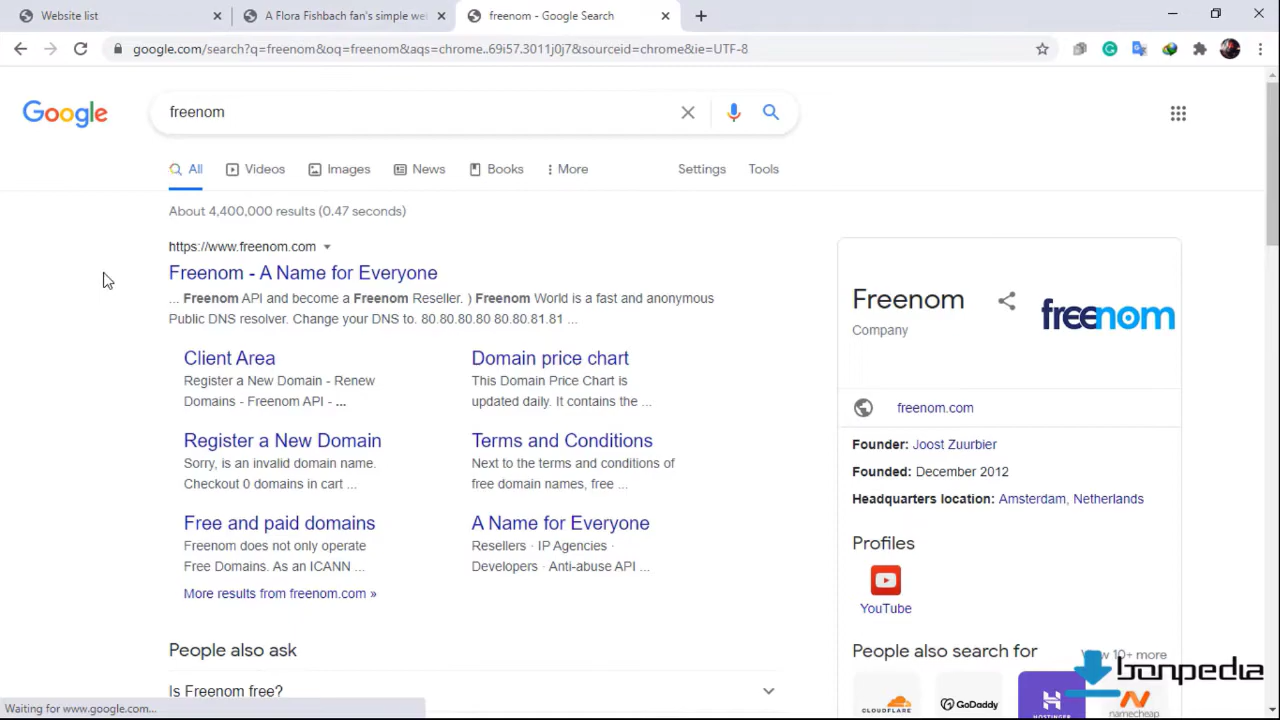 Website list
A Flora Fishbach fan's simple we
freenom - Google Search
google.com/search?q=freenom&oq=freenom&aqs=chrome..69i57.3011j0j7&sourceid=chrome&ie=UTF-8
Google
freenom
All
Videos
Images
News
Books
More
Settings
Tools
About 4,400,000 results (0.47 seconds)
https://www.freenom.com
Freenom - A Name for Everyone
... Freenom API and become a Freenom Reseller. ) Freenom World is a fast and anonymous
Public DNS resolver. Change your DNS to. 80.80.80.80 80.80.81.81 ...
Client Area
Register a New Domain - Renew
Domains - Freenom API - ...
Domain price chart
This Domain Price Chart is
updated daily. It contains the ...
Register a New Domain
Sorry, is an invalid domain name.
Checkout 0 domains in cart ...
Terms and Conditions
Next to the terms and conditions of
free domain names, free ...
Free and paid domains
Freenom does not only operate
Free Domains. As an ICANN ...
A Name for Everyone
Resellers · IP Agencies ·
Developers · Anti-abuse API ...
More results from freenom.com »
People also ask
Is Freenom free?
Freenom
Company
freenom
freenom.com
Founder: Joost Zuurbier
Founded: December 2012
Headquarters location: Amsterdam, Netherlands
Profiles
YouTube
People also search for
10+ more
CLOUDFLARE
GoDaddy
HOSTINGER
namecheap
bonpedia
Waiting for www.google.com...